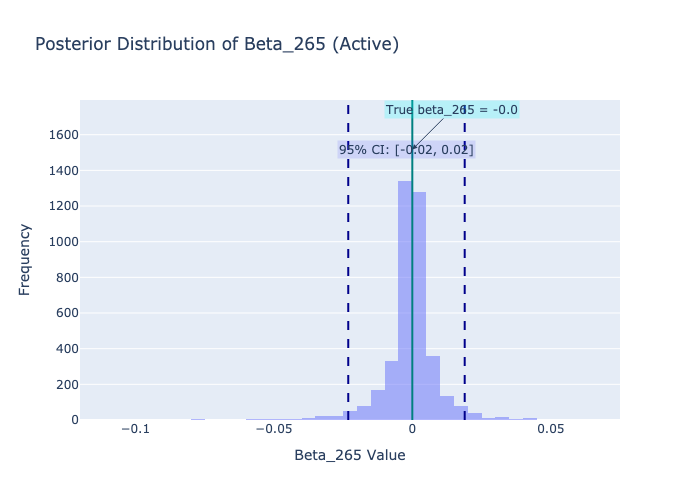 Posterior Distribution of Beta_265 (Active)
True beta_265 = -0.0
95% CI: [-0.02, 0.02]
1600
1400
1200
1000
800
600
400
200
0
Frequency
-0.1
-0.05
0
0.05
Beta_265 Value